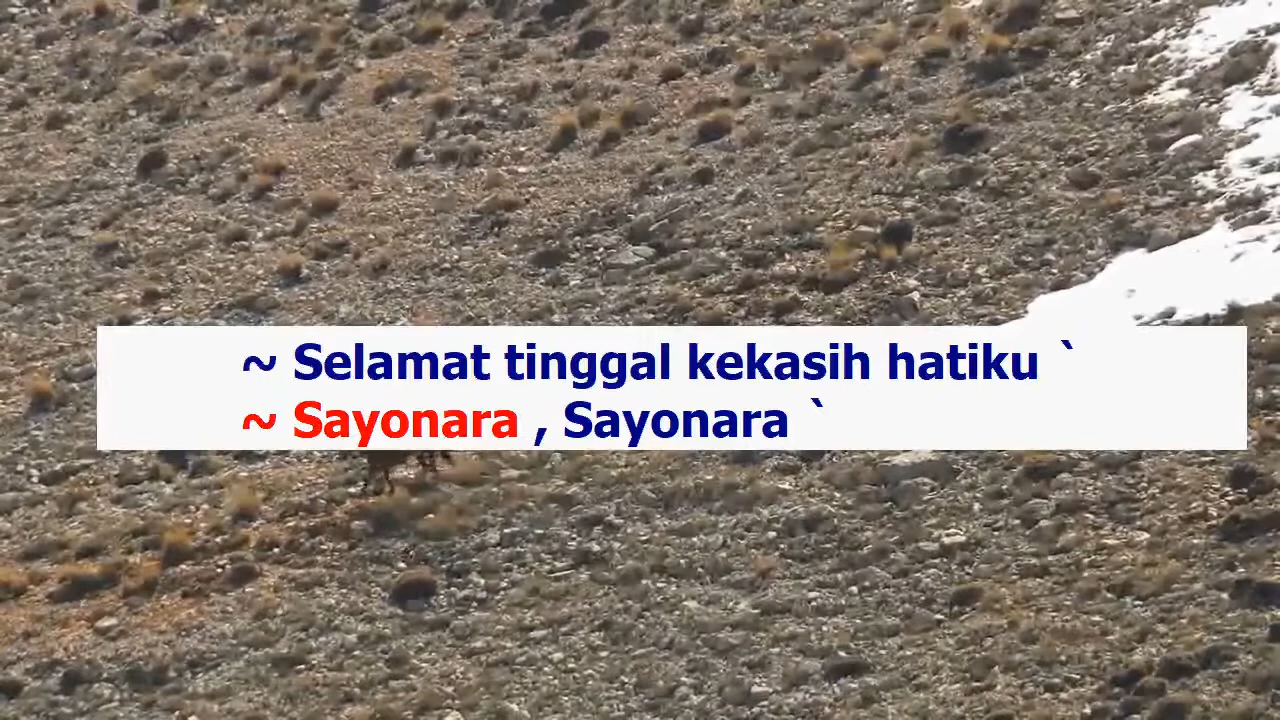 ~ Selamat tinggal kekasih hatiku `
~ Sayonara , Sayonara `